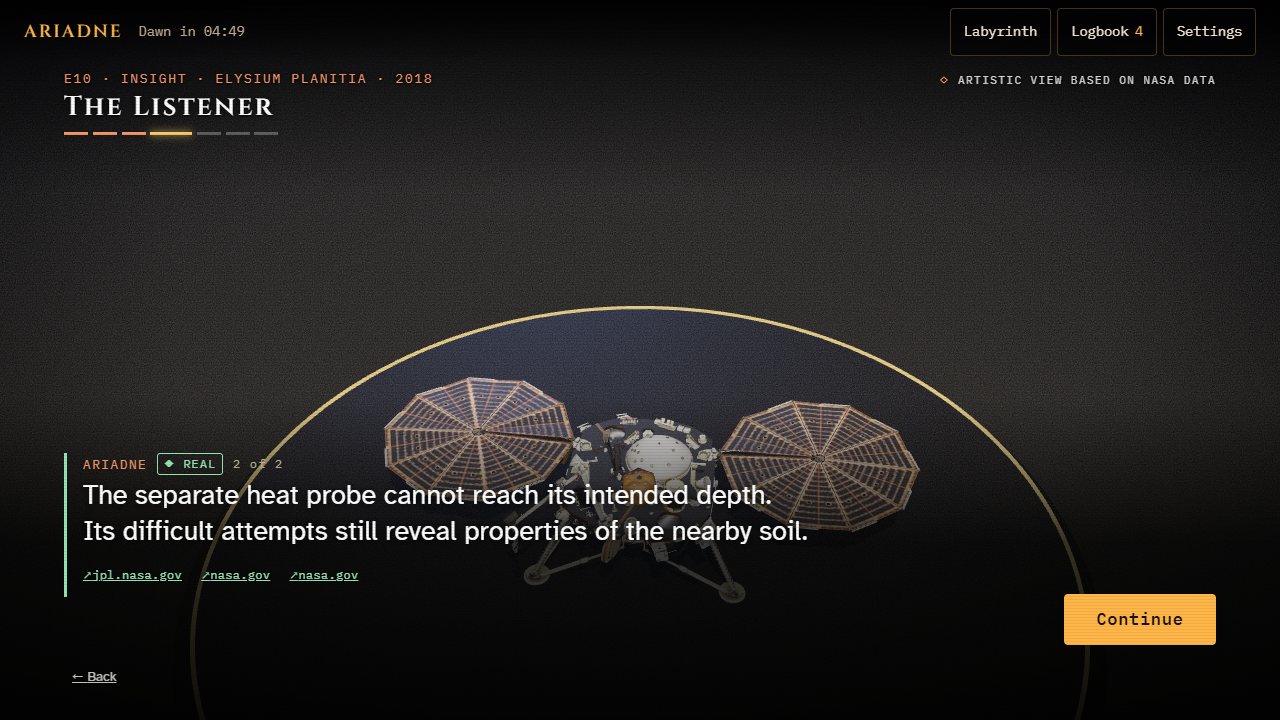 ARIADNE Dawn in 04:49 Labyrinth Logbook 4 Settings
E10 · INSIGHT · ELYSIUM PLANITIA · 2018
◇ ARTISTIC VIEW BASED ON NASA DATA
The Listener
ARIADNE ◆ REAL 2 of 2
The separate heat probe cannot reach its intended depth.
Its difficult attempts still reveal properties of the nearby soil.
↗jpl.nasa.gov ↗nasa.gov ↗nasa.gov
Continue
← Back